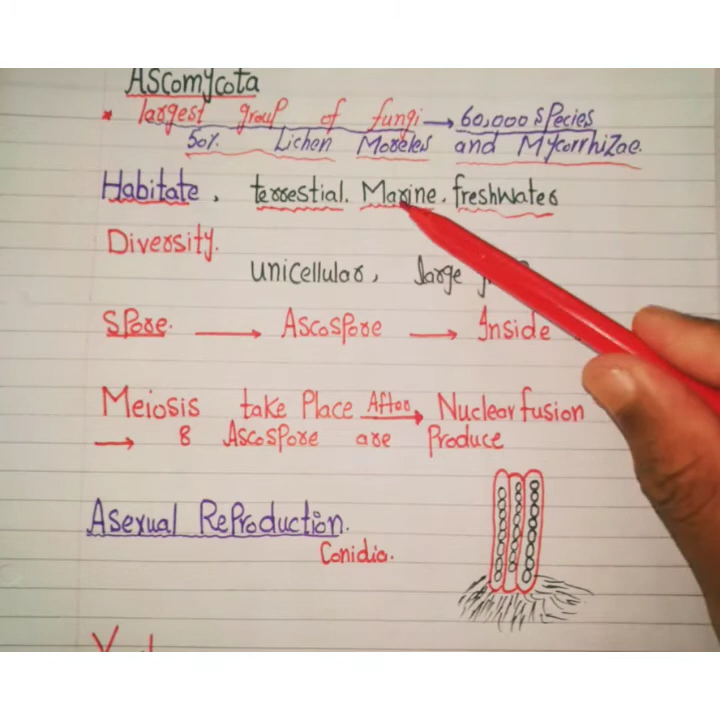 Ascomycota
* largest group of fungi → 60,000 species
50% Lichen Moreles and Mycorrhizae.
Habitate, terrestial. Marine. freshwater
Diversity.
unicellular, large
Spore. → Ascospore → Inside
Meiosis take Place After → Nuclear fusion
→ 8 Ascospore are Produce
Asexual Reproduction.
Conidia.